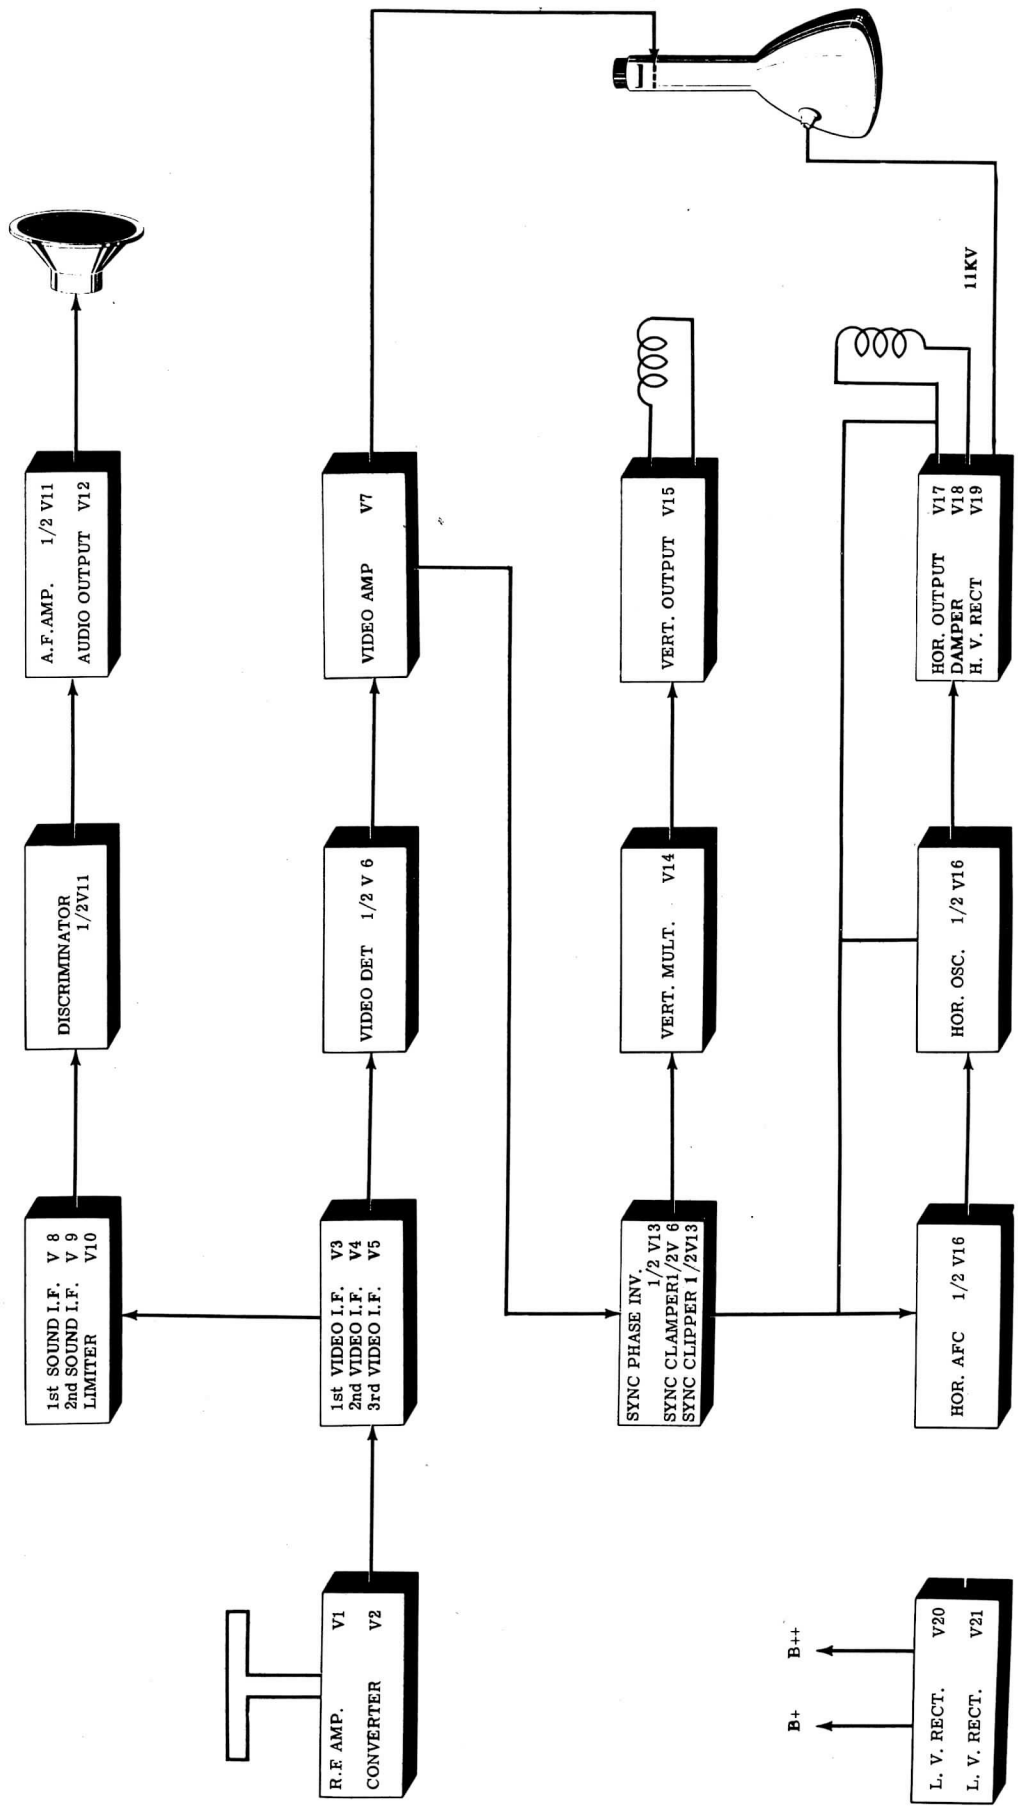 1st SOUND I.F. V 8
2nd SOUND I.F. V 9
LIMITER V10
DISCRIMINATOR
1/2V11
A.F.AMP. 1/2 V11
AUDIO OUTPUT V12
R.F. AMP. V1
CONVERTER V2
1st VIDEO I.F. V3
2nd VIDEO I.F. V4
3rd VIDEO I.F. V5
VIDEO DET 1/2 V 6
VIDEO AMP V7
SYNC PHASE INV.
1/2 V13
SYNC CLAMPER1/2V 6
SYNC CLIPPER 1/2V13
VERT. MULT. V14
VERT. OUTPUT V15
B+ B++
L. V. RECT. V20
L. V. RECT. V21
HOR. AFC 1/2 V16
HOR. OSC. 1/2 V16
HOR. OUTPUT V17
DAMPER V18
H. V. RECT V19
11KV